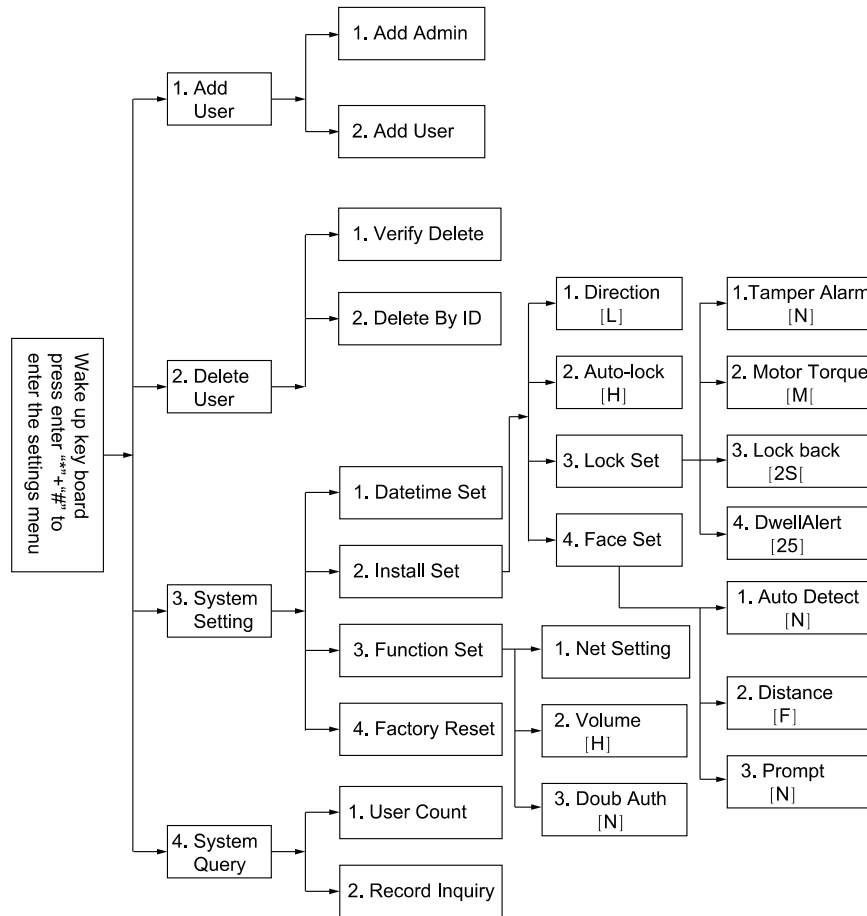 Wake up key board
press enter “*”+“#” to
enter the settings menu
1. Add
User
1. Add Admin
2. Add User
2. Delete
User
1. Verify Delete
2. Delete By ID
3. System
Setting
1. Datetime Set
2. Install Set
1. Direction
[L]
2. Auto-lock
[H]
3. Lock Set
1.Tamper Alarm
[N]
2. Motor Torque
[M[
3. Lock back
[2S[
4. DwellAlert
[25]
4. Face Set
1. Auto Detect
[N]
2. Distance
[F]
3. Prompt
[N]
3. Function Set
1. Net Setting
2. Volume
[H]
3. Doub Auth
[N]
4. Factory Reset
4. System
Query
1. User Count
2. Record Inquiry